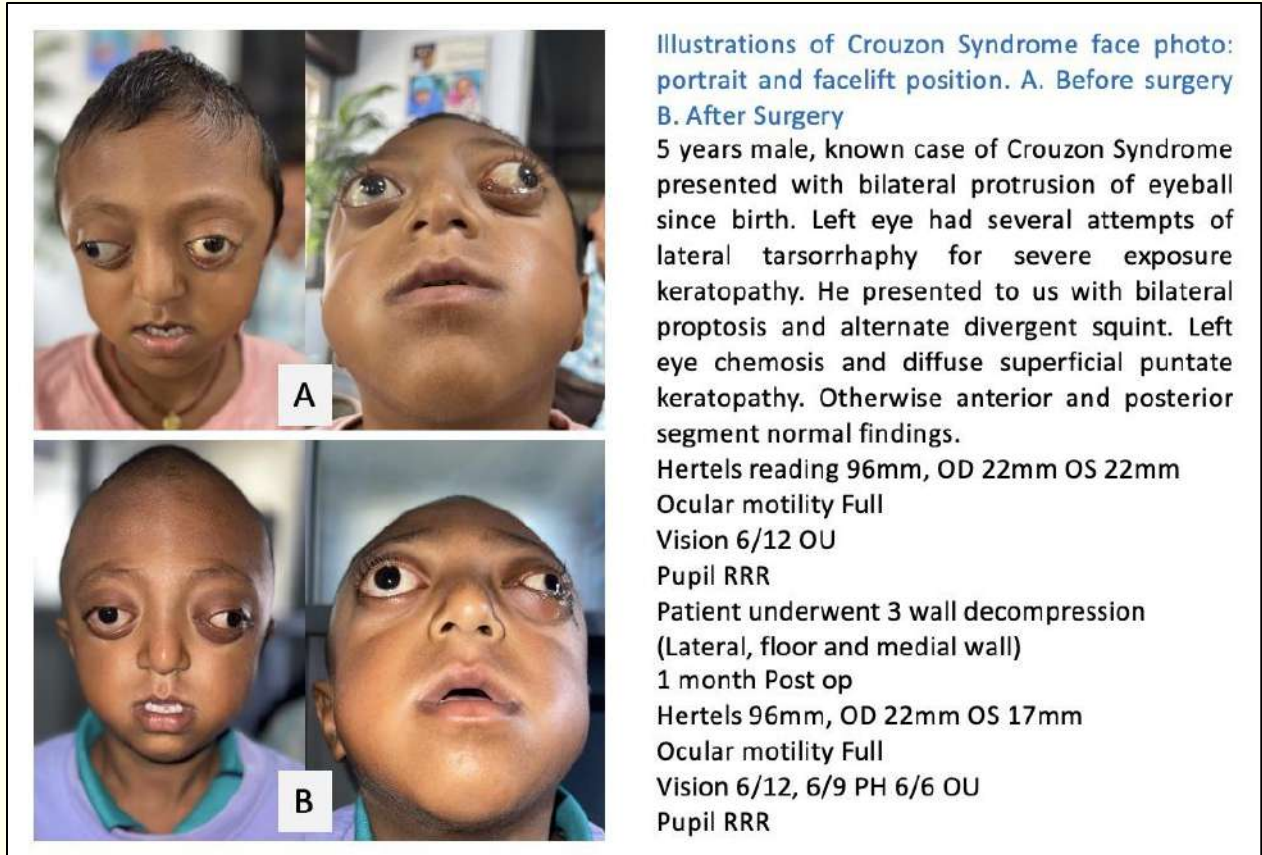 Illustrations of Crouzon Syndrome face photo:
portrait and facelift position. A. Before surgery
B. After Surgery
5 years male, known case of Crouzon Syndrome
presented with bilateral protrusion of eyeball
since birth. Left eye had several attempts of
lateral tarsorrhaphy for severe exposure
keratopathy. He presented to us with bilateral
proptosis and alternate divergent squint. Left
eye chemosis and diffuse superficial punctate
keratopathy. Otherwise anterior and posterior
segment normal findings.
Hertels reading 96mm, OD 22mm OS 22mm
Ocular motility Full
Vision 6/12 OU
Pupil RRR
Patient underwent 3 wall decompression
(Lateral, floor and medial wall)
1 month Post op
Hertels 96mm, OD 22mm OS 17mm
Ocular motility Full
Vision 6/12, 6/9 PH 6/6 OU
Pupil RRR
A
B